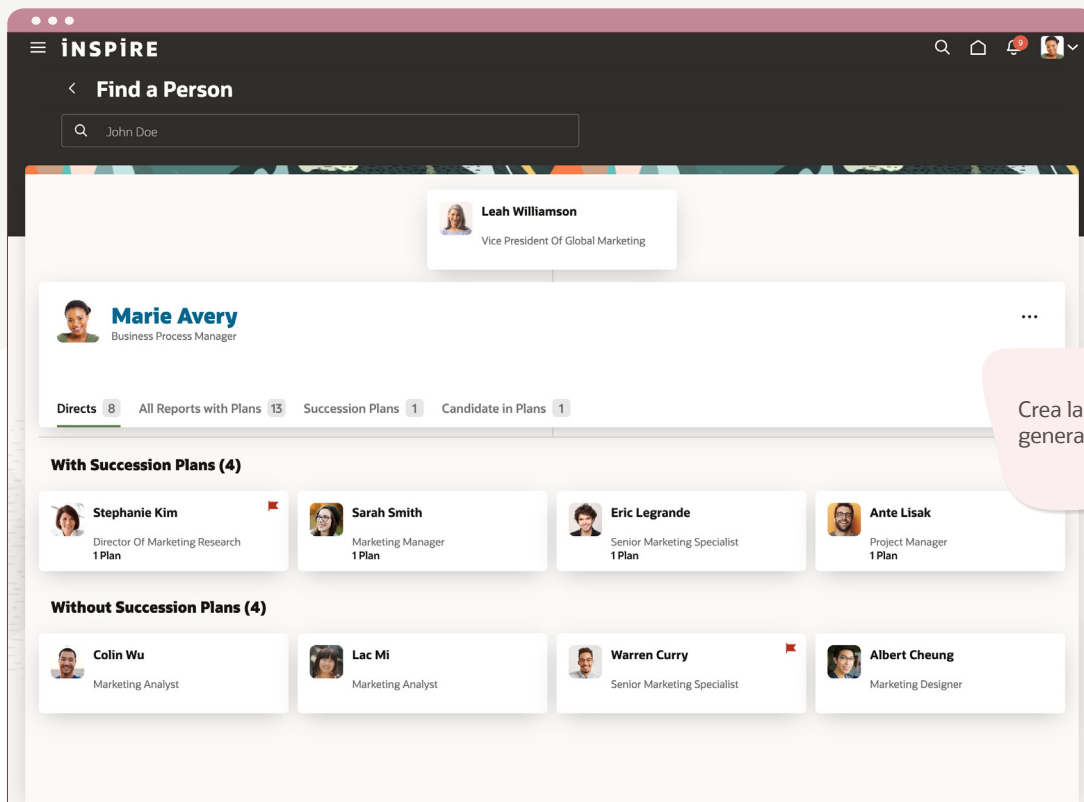 iNSPiRE
9
Find a Person
John Doe
Leah Williamson
Vice President Of Global Marketing
Marie Avery
Business Process Manager
Directs 8 All Reports with Plans 13 Succession Plans 1 Candidate in Plans 1
Crea la
genera
With Succession Plans (4)
Stephanie Kim
Director Of Marketing Research
1 Plan
Sarah Smith
Marketing Manager
1 Plan
Eric Legrande
Senior Marketing Specialist
1 Plan
Ante Lisak
Project Manager
1 Plan
Without Succession Plans (4)
Colin Wu
Marketing Analyst
Lac Mi
Marketing Analyst
Warren Curry
Senior Marketing Specialist
Albert Cheung
Marketing Designer